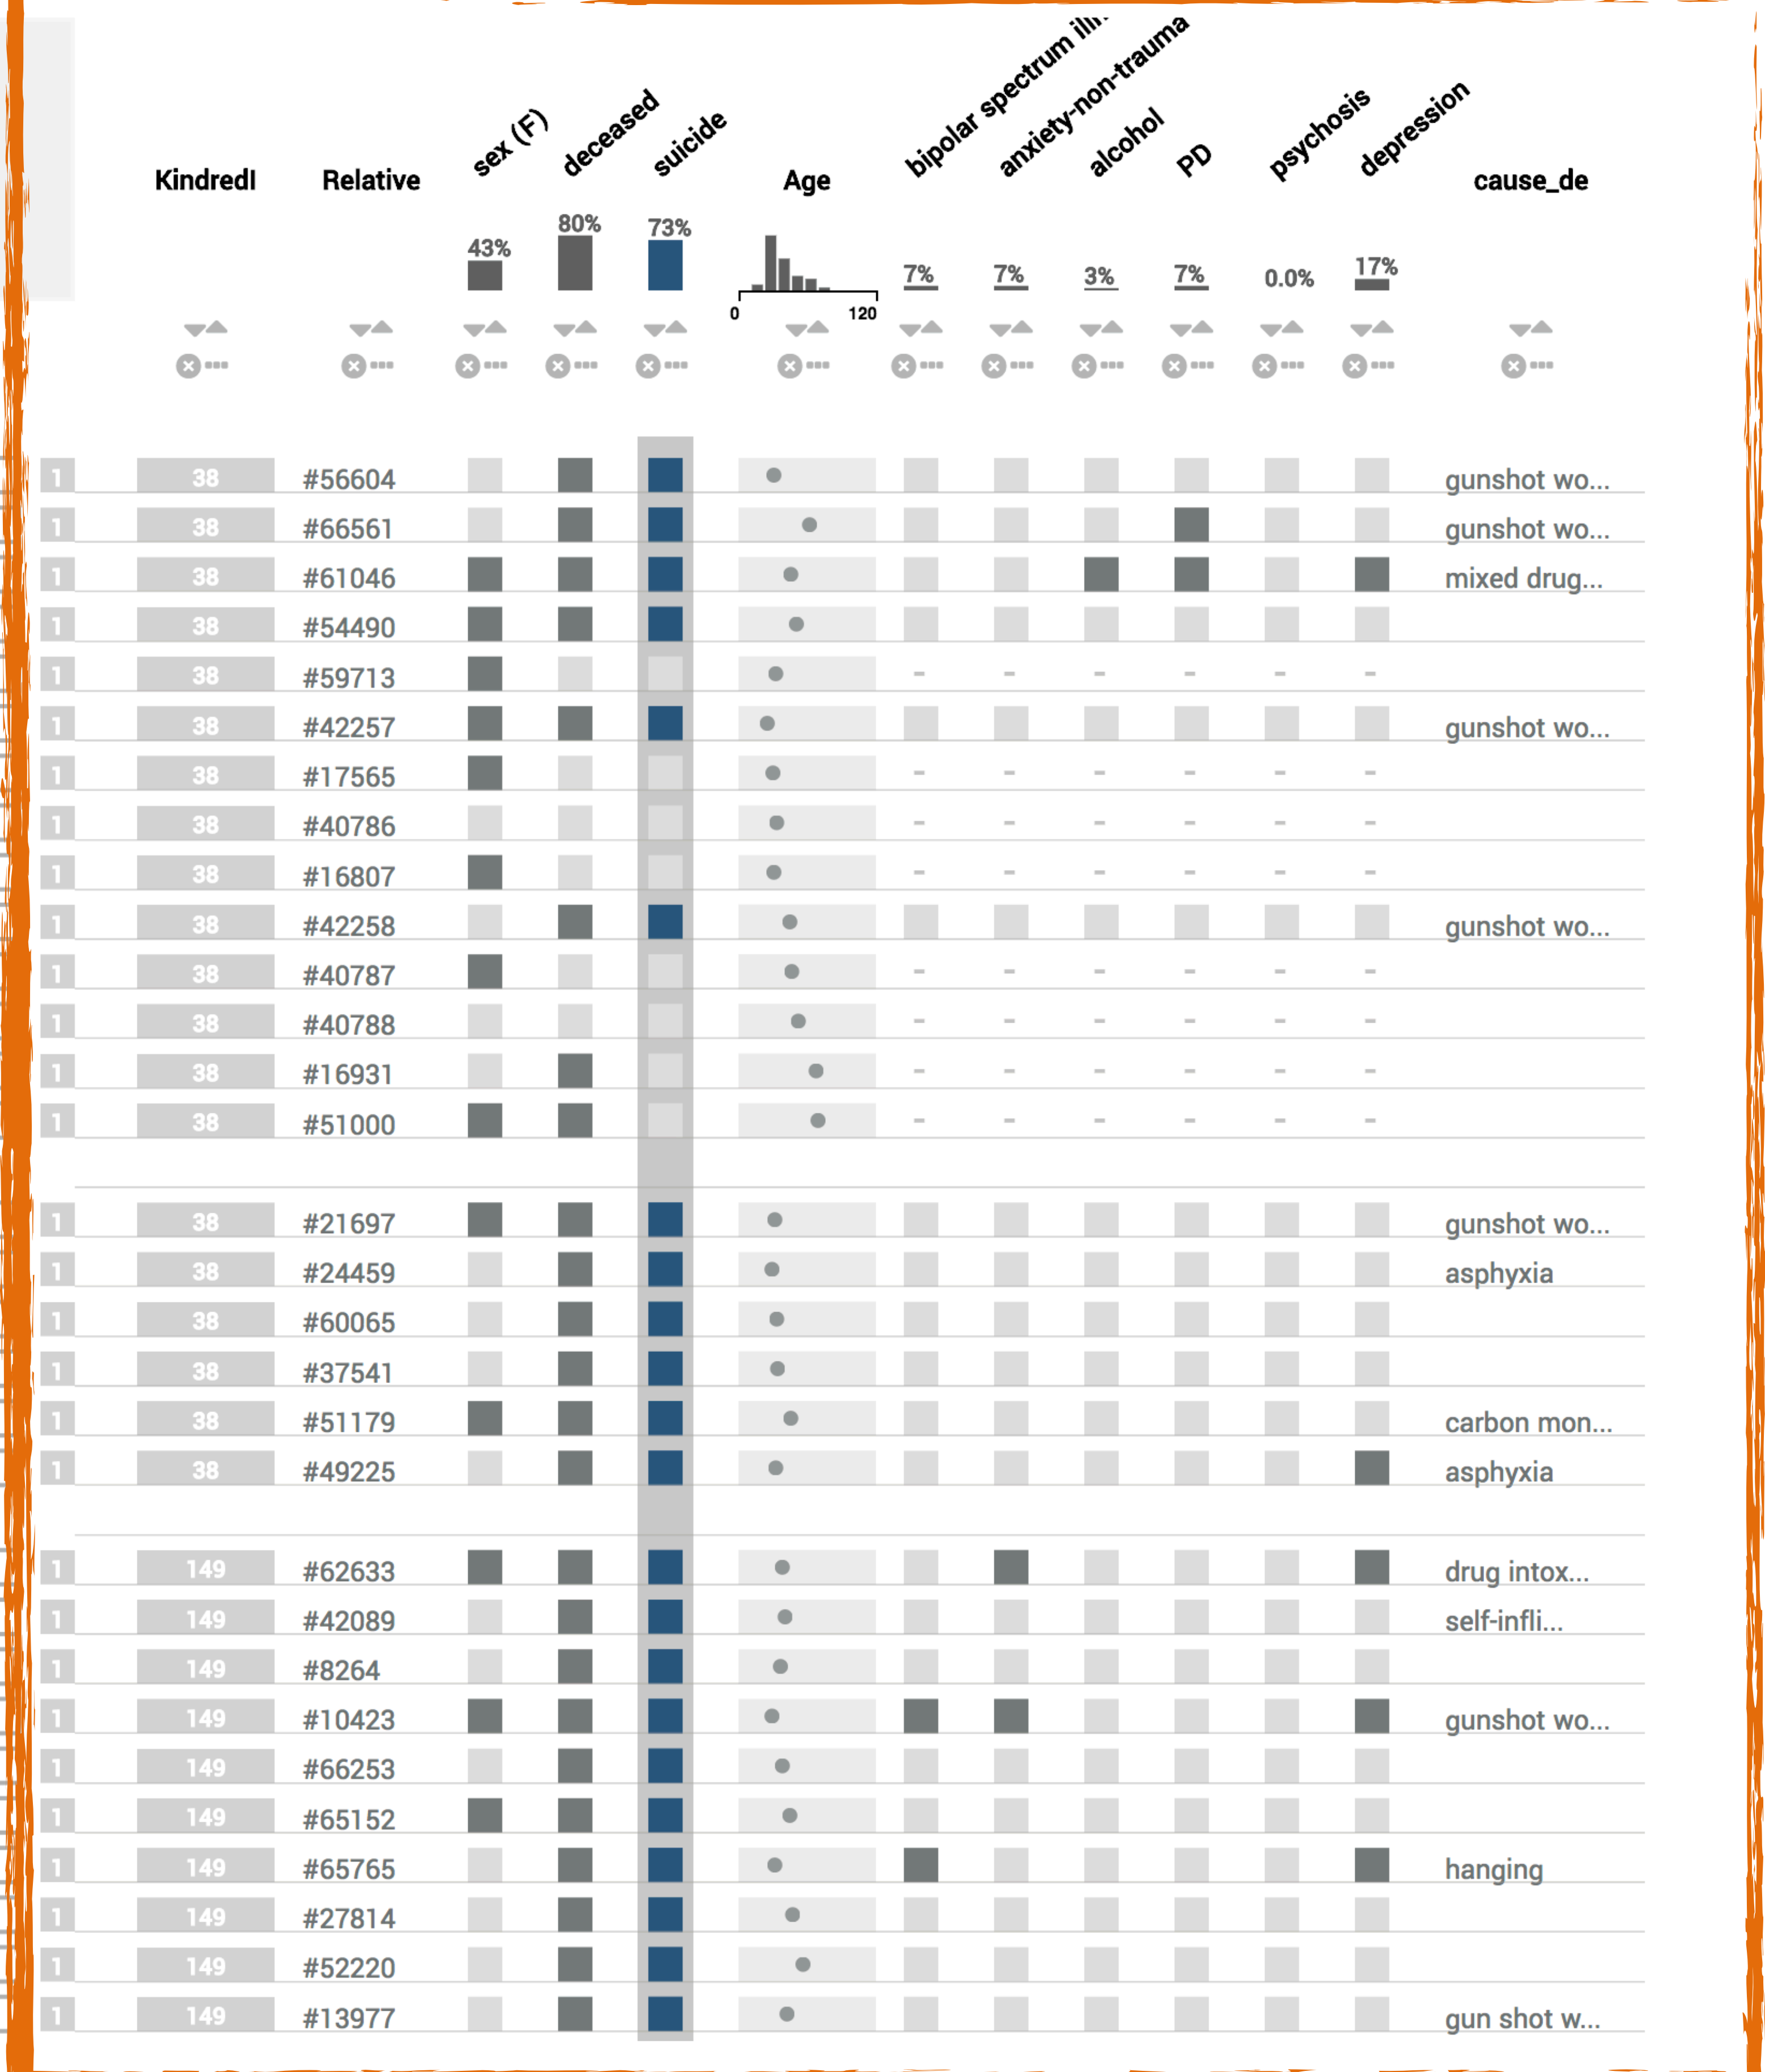 sex (F) deceased suicide bipolar spectrum anxiety-non-trauma alcohol PD psychosis depression
KindredI Relative Age cause_de
43% 80% 73% 7% 7% 3% 7% 0.0% 17%
0 120
1 38 #56604 gunshot wo...
1 38 #66561 gunshot wo...
1 38 #61046 mixed drug...
1 38 #54490
1 38 #59713 - - - - - -
1 38 #42257 gunshot wo...
1 38 #17565 - - - - - -
1 38 #40786 - - - - - -
1 38 #16807 - - - - - -
1 38 #42258 gunshot wo...
1 38 #40787 - - - - - -
1 38 #40788 - - - - - -
1 38 #16931 - - - - - -
1 38 #51000 - - - - - -
1 38 #21697 gunshot wo...
1 38 #24459 asphyxia
1 38 #60065
1 38 #37541
1 38 #51179 carbon mon...
1 38 #49225 asphyxia
1 149 #62633 drug intox...
1 149 #42089 self-infli...
1 149 #8264
1 149 #10423 gunshot wo...
1 149 #66253
1 149 #65152
1 149 #65765 hanging
1 149 #27814
1 149 #52220
1 149 #13977 gun shot w...